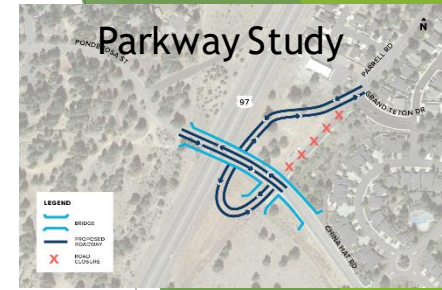 Parkway Study
N
PONDEROSA ST
PARRELL RD
97
GRAND TETON DR
LEGEND
BRIDGE
PROPOSED
ROADWAY
X ROAD
CLOSURE
CHINA HAT RD